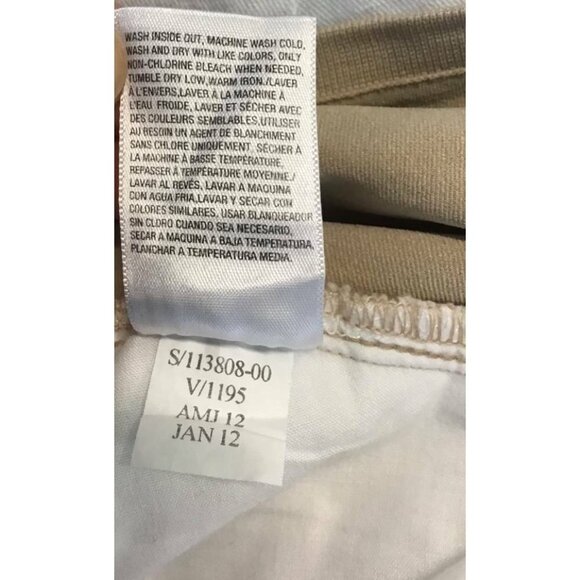 WASH INSIDE OUT, MACHINE WASH COLD,
WASH AND DRY WITH LIKE COLORS, ONLY
NON-CHLORINE BLEACH WHEN NEEDED,
TUMBLE DRY LOW, WARM IRON./LAVER
À L'ENVERS,LAVER À LA MACHINE À
L'EAU FROIDE, LAVER ET SÉCHER AVEC
DES COULEURS SEMBLABLES,UTILISER
AU BESOIN UN AGENT DE BLANCHIMENT
SANS CHLORE UNIQUEMENT, SÉCHER À
LA MACHINE À BASSE TEMPÉRATURE,
REPASSER À TEMPÉRATURE MOYENNE./
LAVAR AL REVÉS, LAVAR A MAQUINA
CON AGUA FRIA,LAVAR Y SECAR CON
COLORES SIMILARES. USAR BLANQUEADOR
SIN CLORO CUANDO SEA NECESARIO,
SECAR A MAQUINA A BAJA TEMPERATURA,
PLANCHAR A TEMPERATURA MEDIA.
S/113808-00
V/1195
AMJ 12
JAN 12